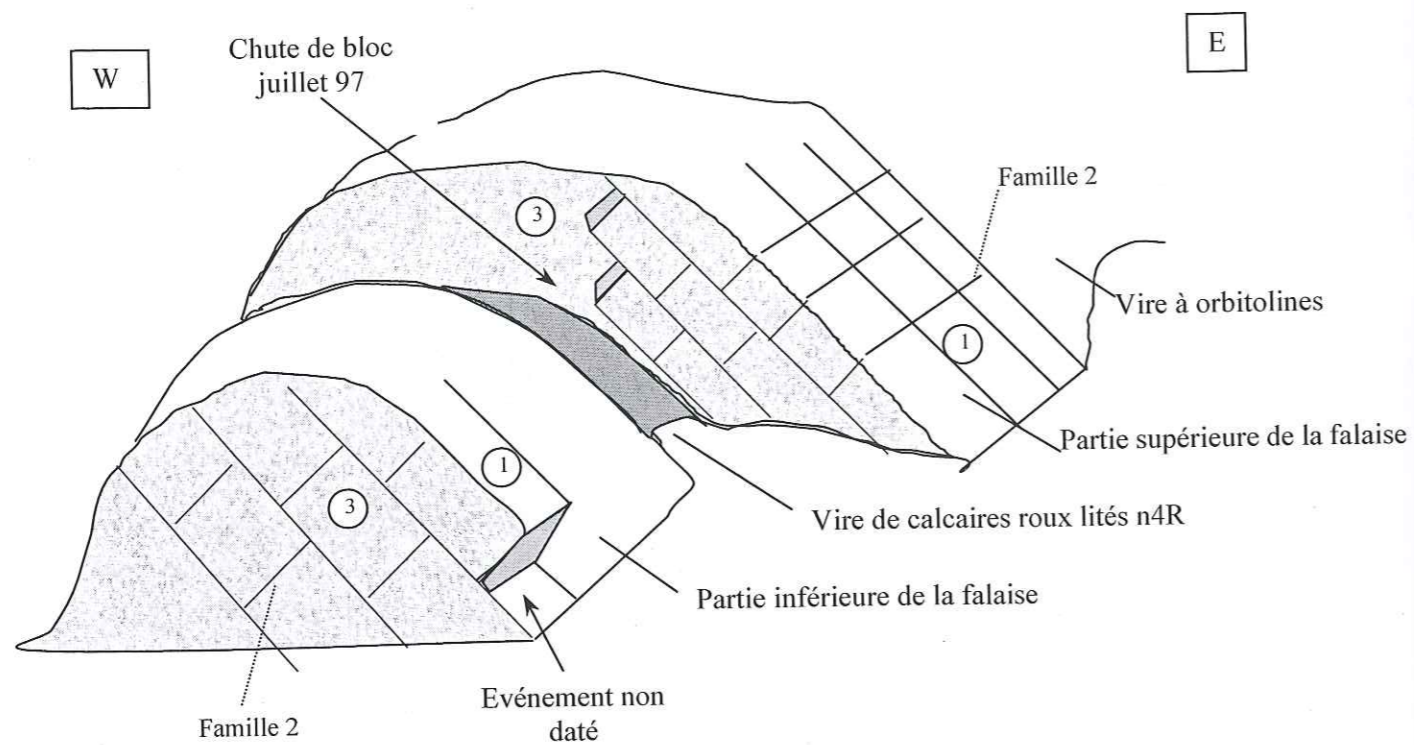 W
Chute de bloc
juillet 97
E
Famille 2
3
Vire à orbitolines
1
Partie supérieure de la falaise
1
3
Vire de calcaires roux lités n4R
Partie inférieure de la falaise
Evénement non
daté
Famille 2